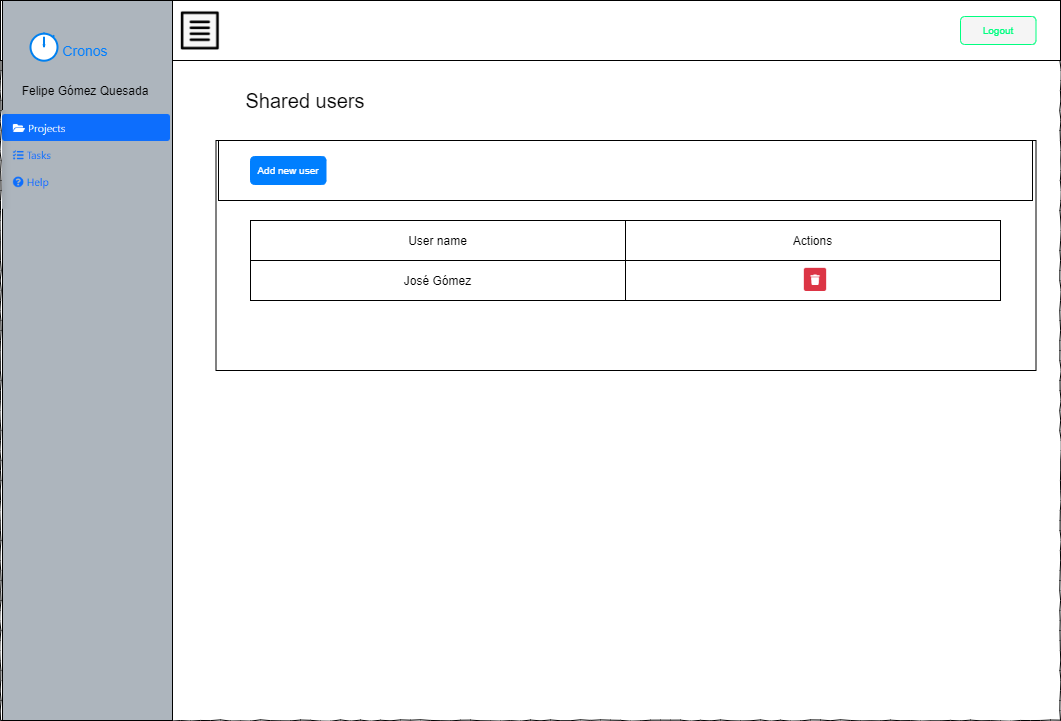 Cronos
Felipe Gómez Quesada
Projects
Tasks
Help
Logout
Shared users
Add new user
User name Actions
José Gómez